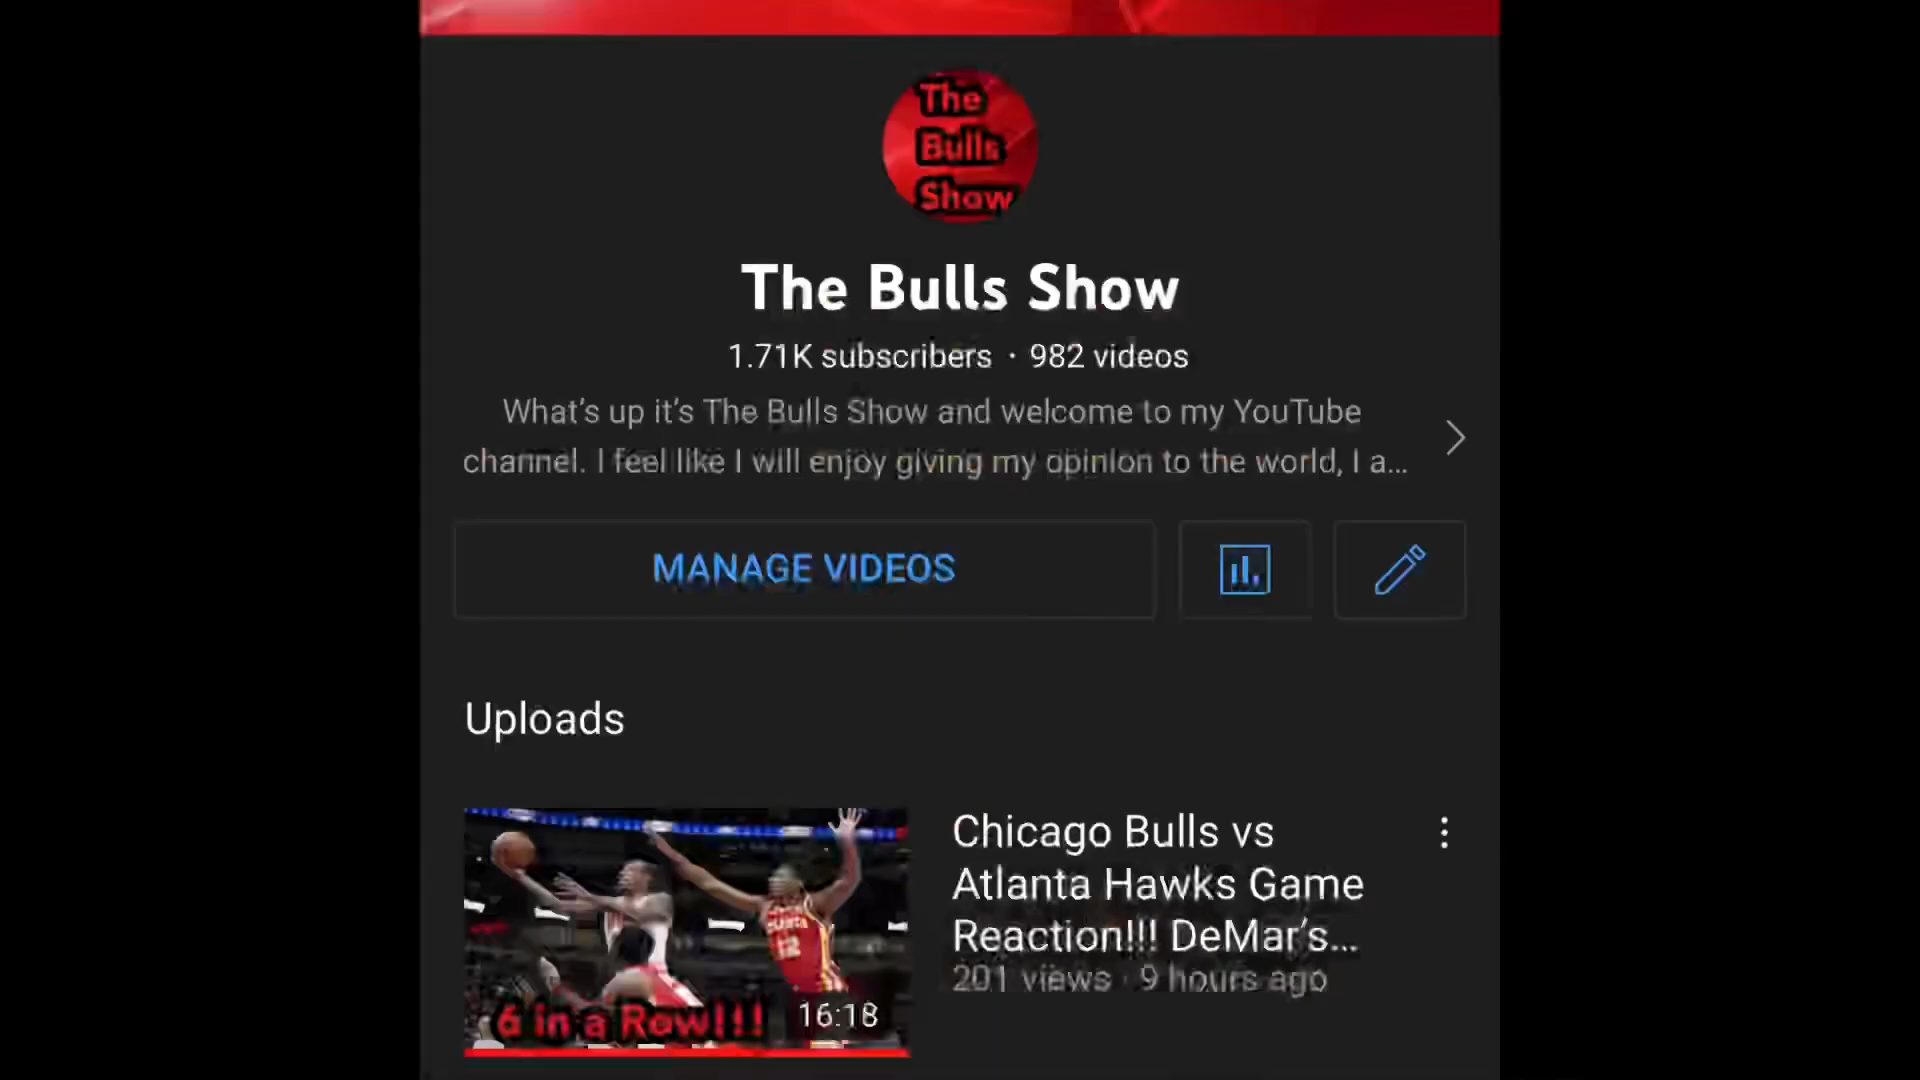 The
Bulls
Show
The Bulls Show
1.71K subscribers · 982 videos
What's up it's The Bulls Show and welcome to my YouTube
channel. I feel like I will enjoy giving my opinion to the world, I a...
MANAGE VIDEOS
Uploads
Chicago Bulls vs
Atlanta Hawks Game
Reaction!!! DeMar's...
201 views · 9 hours ago
ATLANTA
12
6 in a Row!!!
16:18